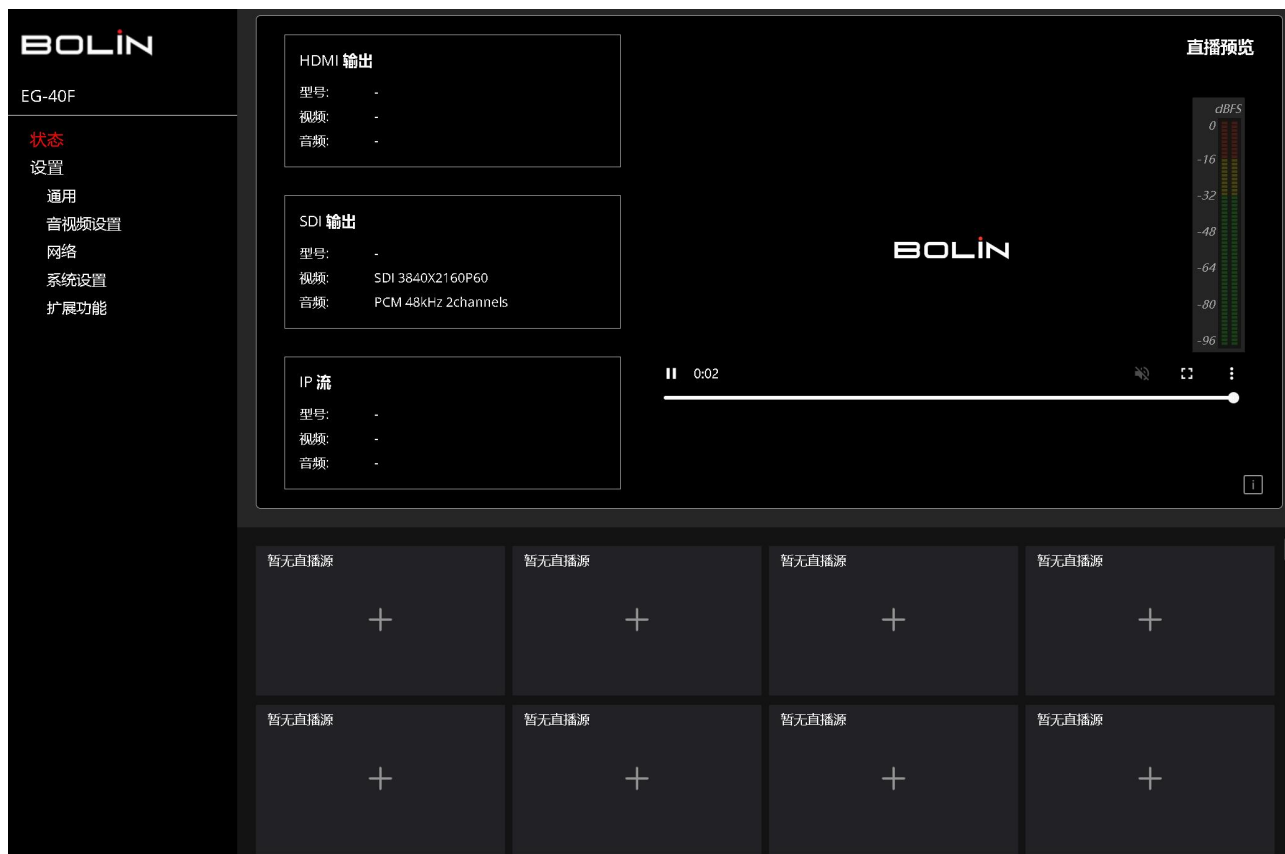 BOLIN
EG-40F
状态
设置
通用
音视频设置
网络
系统设置
扩展功能
HDMI 输出
型号: -
视频: -
音频: -
SDI 输出
型号: -
视频: SDI 3840X2160P60
音频: PCM 48kHz 2channels
IP 流
型号: -
视频: -
音频: -
直播预览
BOLIN
dBFS
0
-16
-32
-48
-64
-80
-96
0:02
i
暂无直播源 暂无直播源 暂无直播源 暂无直播源
暂无直播源 暂无直播源 暂无直播源 暂无直播源